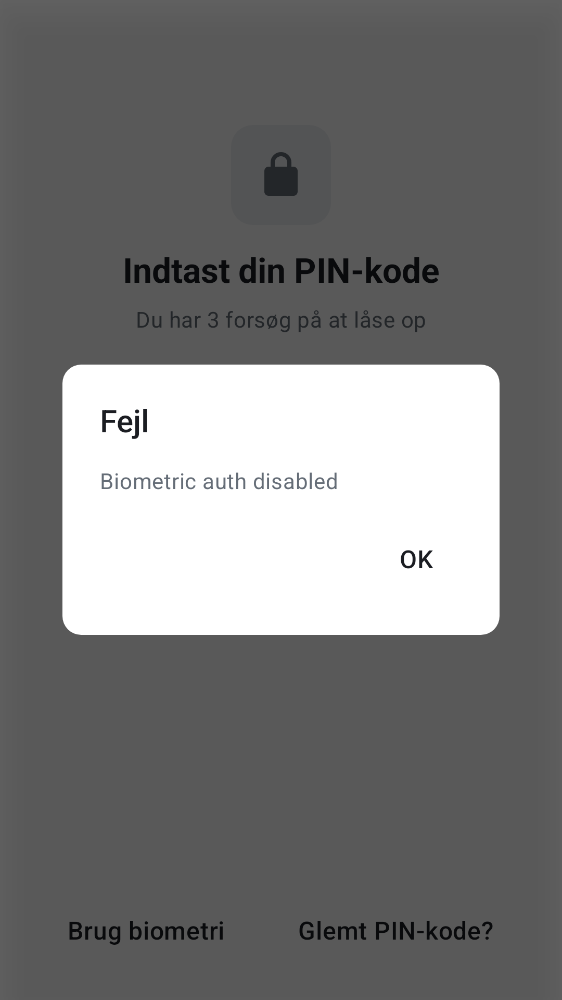 Indtast din PIN-kode
Du har 3 forsøg på at låse op
Fejl
Biometric auth disabled
OK
Brug biometri
Glemt PIN-kode?